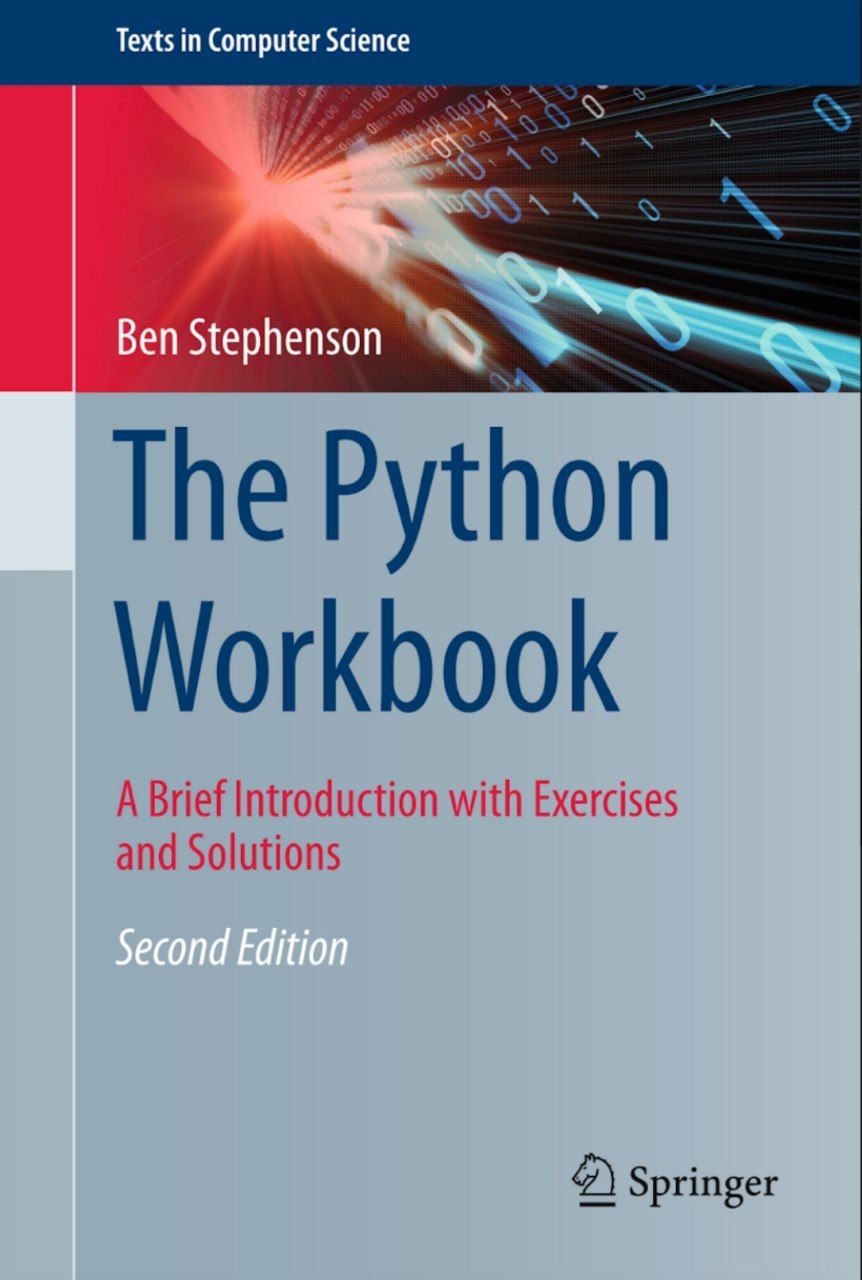 Texts in Computer Science
Ben Stephenson
The Python
Workbook
A Brief Introduction with Exercises
and Solutions
Second Edition
Springer